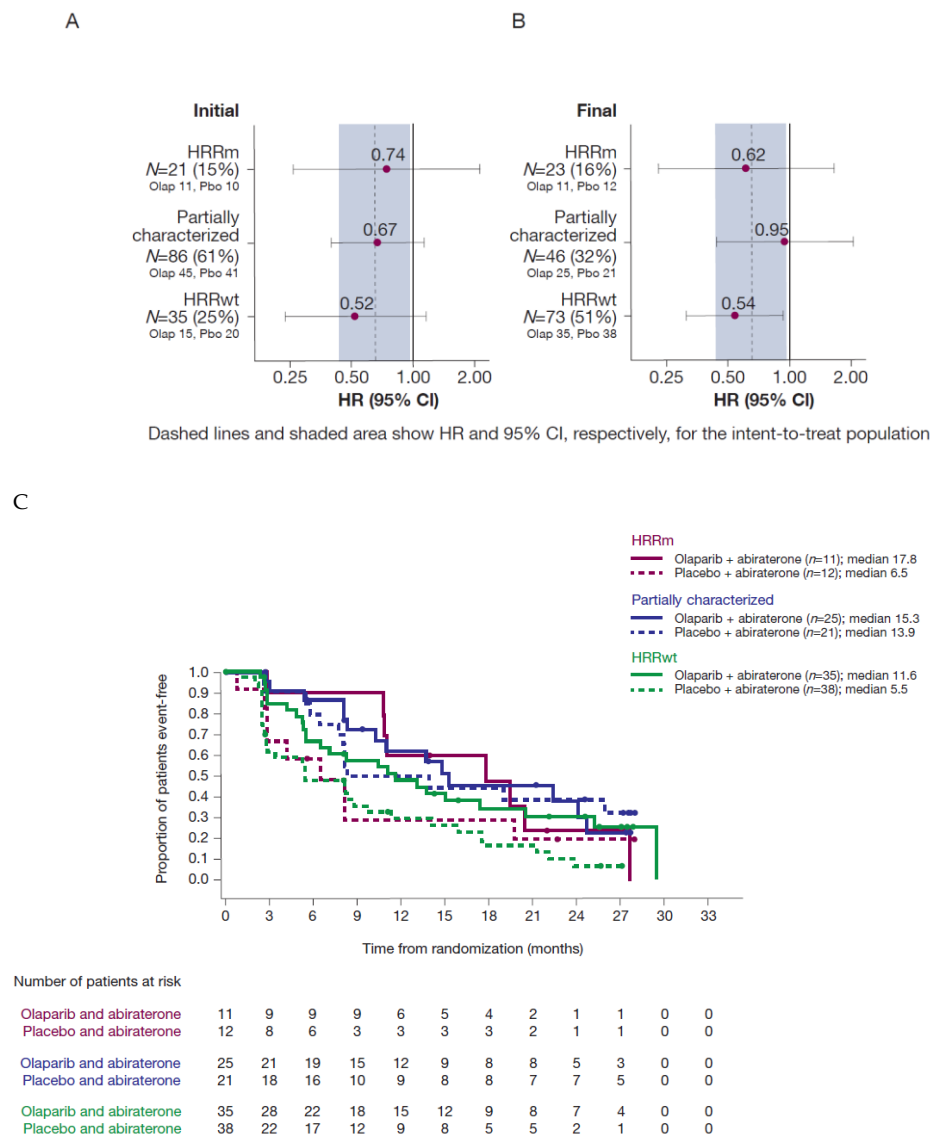 A
B
Initial
HRRm
N=21 (15%)
Olap 11, Pbo 10
Partially
characterized
N=86 (61%)
Olap 45, Pbo 41
HRRwt
N=35 (25%)
Olap 15, Pbo 20
0.74
0.67
0.52
0.25 0.50 1.00 2.00
HR (95% CI)
Final
HRRm
N=23 (16%)
Olap 11, Pbo 12
Partially
characterized
N=46 (32%)
Olap 25, Pbo 21
HRRwt
N=73 (51%)
Olap 35, Pbo 38
0.62
0.95
0.54
0.25 0.50 1.00 2.00
HR (95% CI)
Dashed lines and shaded area show HR and 95% CI, respectively, for the intent-to-treat population
C
HRRm
Olaparib + abiraterone (n=11); median 17.8
Placebo + abiraterone (n=12); median 6.5
Partially characterized
Olaparib + abiraterone (n=25); median 15.3
Placebo + abiraterone (n=21); median 13.9
HRRwt
Olaparib + abiraterone (n=35); median 11.6
Placebo + abiraterone (n=38); median 5.5
Proportion of patients event-free
1.0
0.9
0.8
0.7
0.6
0.5
0.4
0.3
0.2
0.1
0.0
0 3 6 9 12 15 18 21 24 27 30 33
Time from randomization (months)
Number of patients at risk
Olaparib and abiraterone 11 9 9 9 6 5 4 2 1 1 0 0
Placebo and abiraterone 12 8 6 3 3 3 3 2 1 1 0 0
Olaparib and abiraterone 25 21 19 15 12 9 8 8 5 3 0 0
Placebo and abiraterone 21 18 16 10 9 8 8 7 7 5 0 0
Olaparib and abiraterone 35 28 22 18 15 12 9 8 7 4 0 0
Placebo and abiraterone 38 22 17 12 9 8 5 5 2 1 0 0